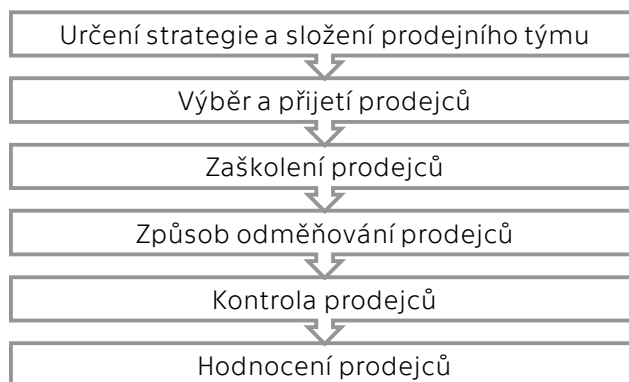 Určení strategie a složení prodejního týmu
Výběr a přijetí prodejců
Zaškolení prodejců
Způsob odměňování prodejců
Kontrola prodejců
Hodnocení prodejců